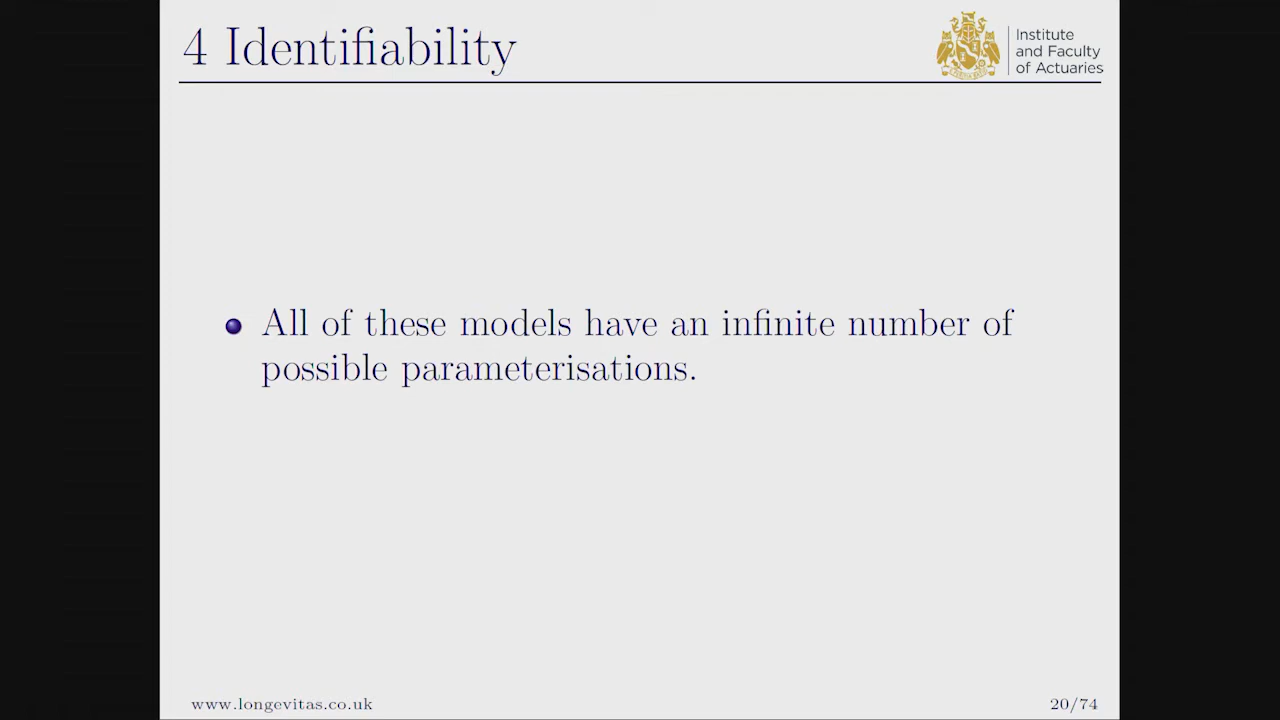 4 Identifiability
Institute
and Faculty
of Actuaries
All of these models have an infinite number of
possible parameterisations.
www.longevitas.co.uk
20/74